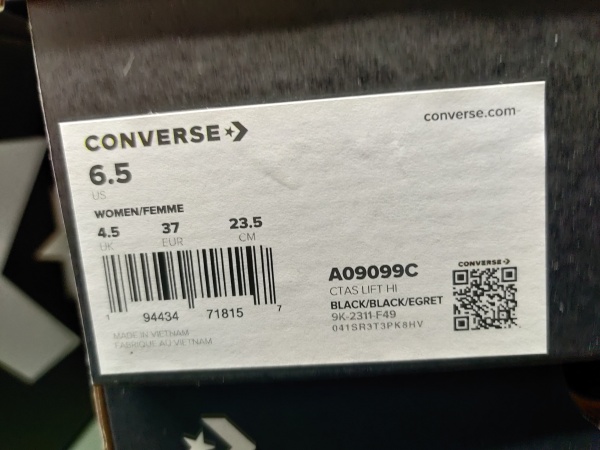 CONVERSE
converse.com
6.5
US
WOMEN/FEMME
4.5 37 23.5
UK EUR CM
1 94434 71815 7
MADE IN VIETNAM
FABRIQUÉ AU VIETNAM
A09099C
CTAS LIFT HI
BLACK/BLACK/EGRET
9K-2311-F49
041SR3T3PK8HV
CONVERSE